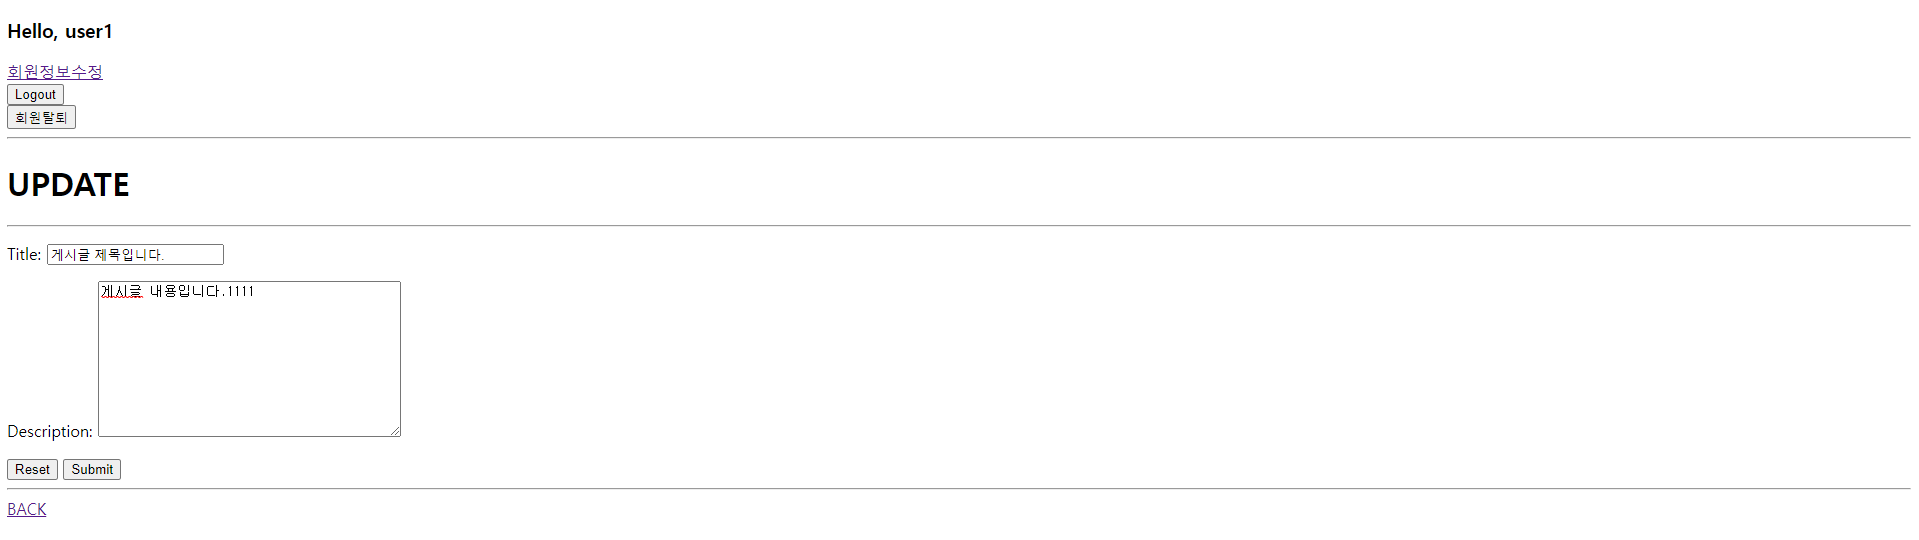 Hello, user1
회원정보수정
Logout
회원탈퇴
UPDATE
Title: 게시글 제목입니다.
게시글 내용입니다.1111
Description:
Reset Submit
BACK